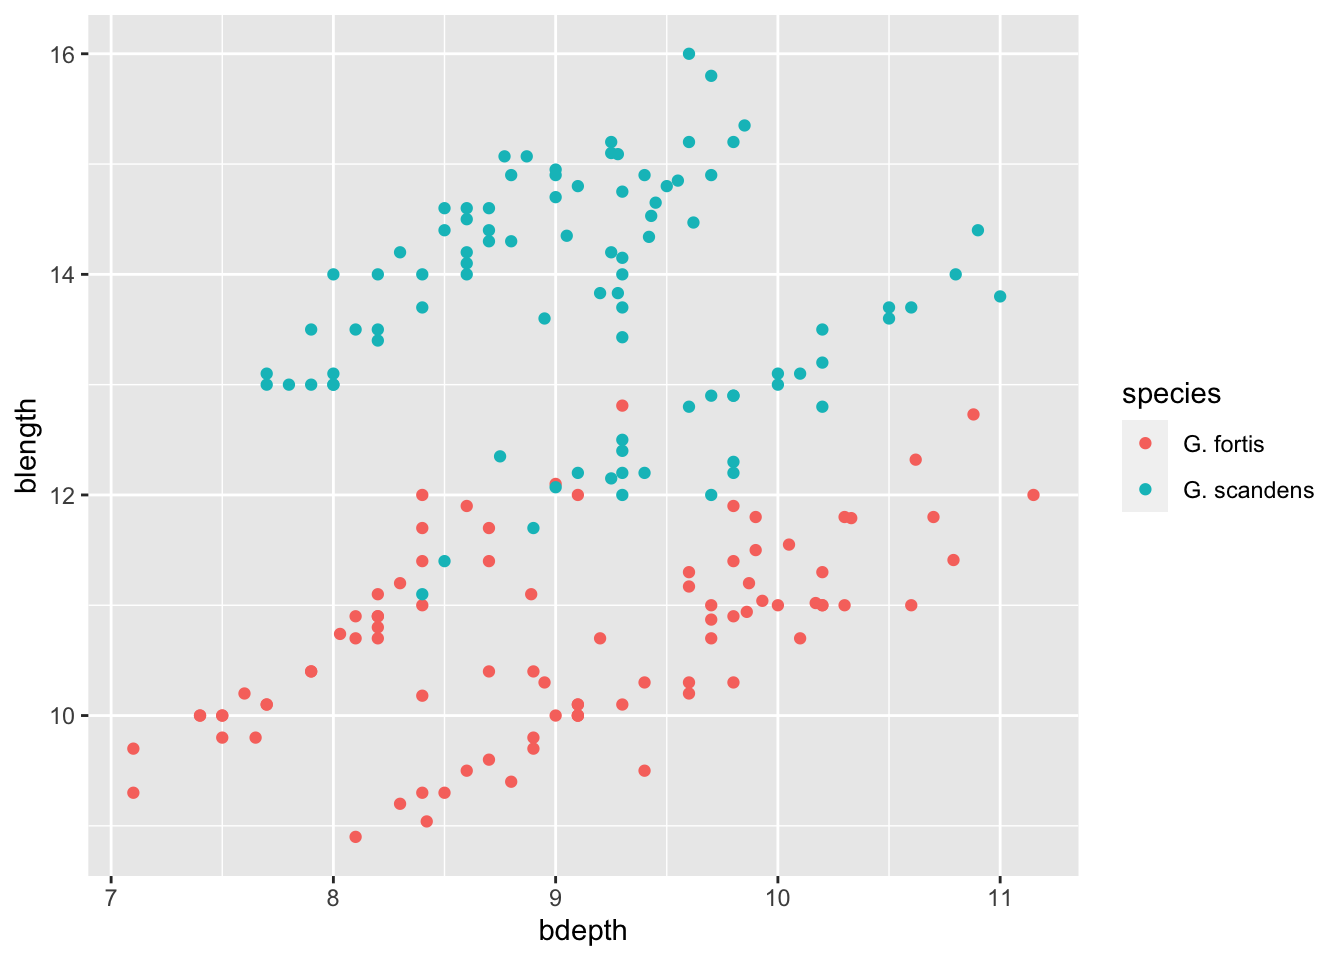 16
14
12
10
blength
7 8 9 10 11
bdepth
species
G. fortis
G. scandens